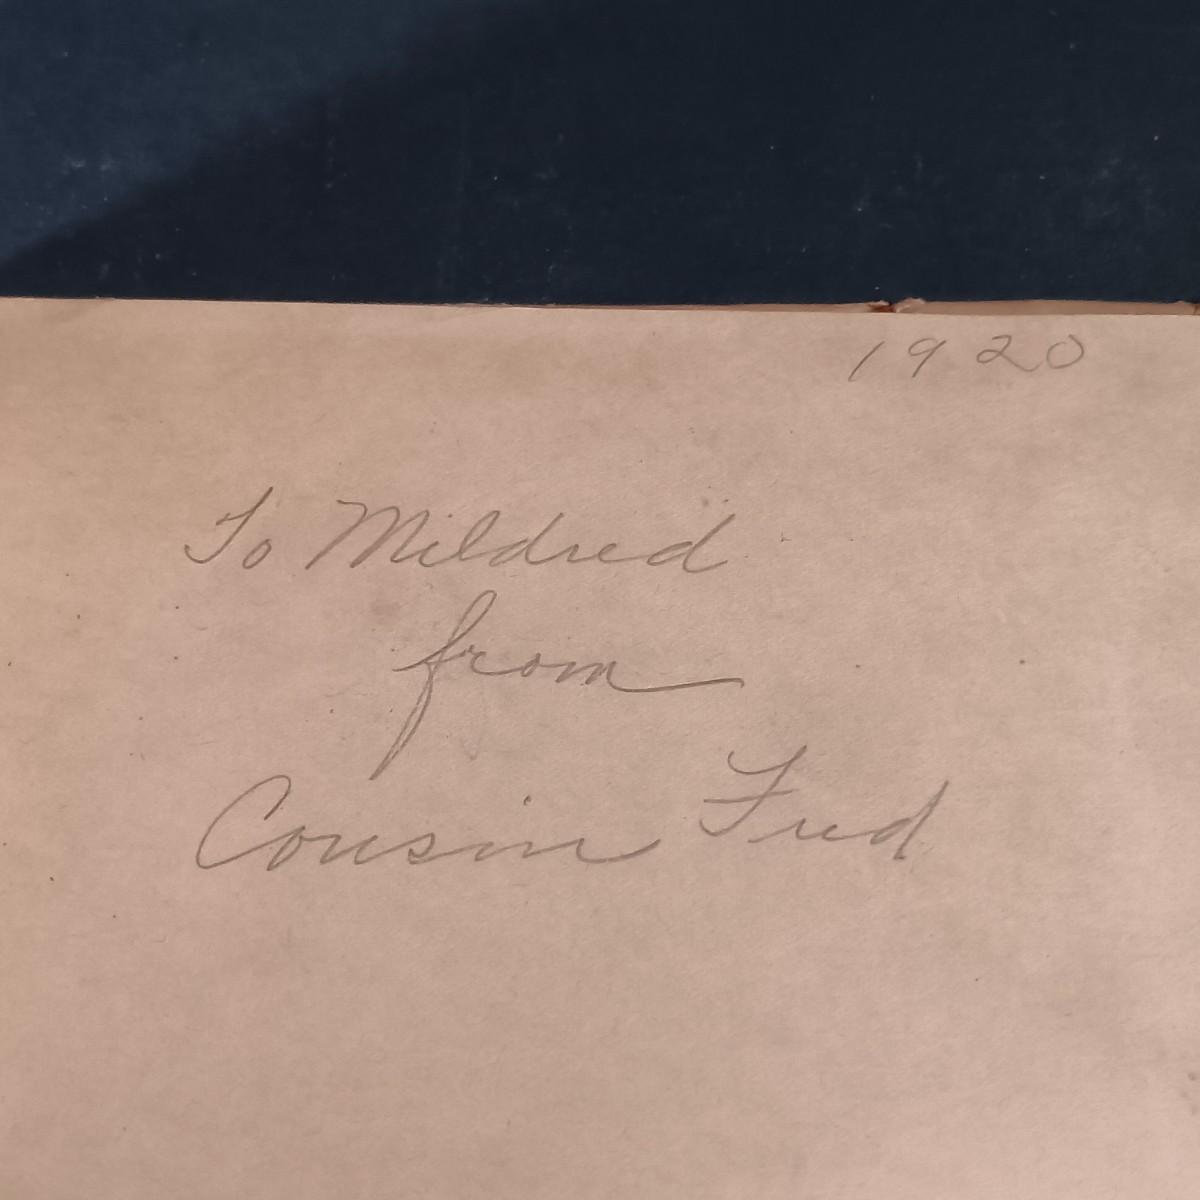 1920
To Mildred
from
Cousin Fred